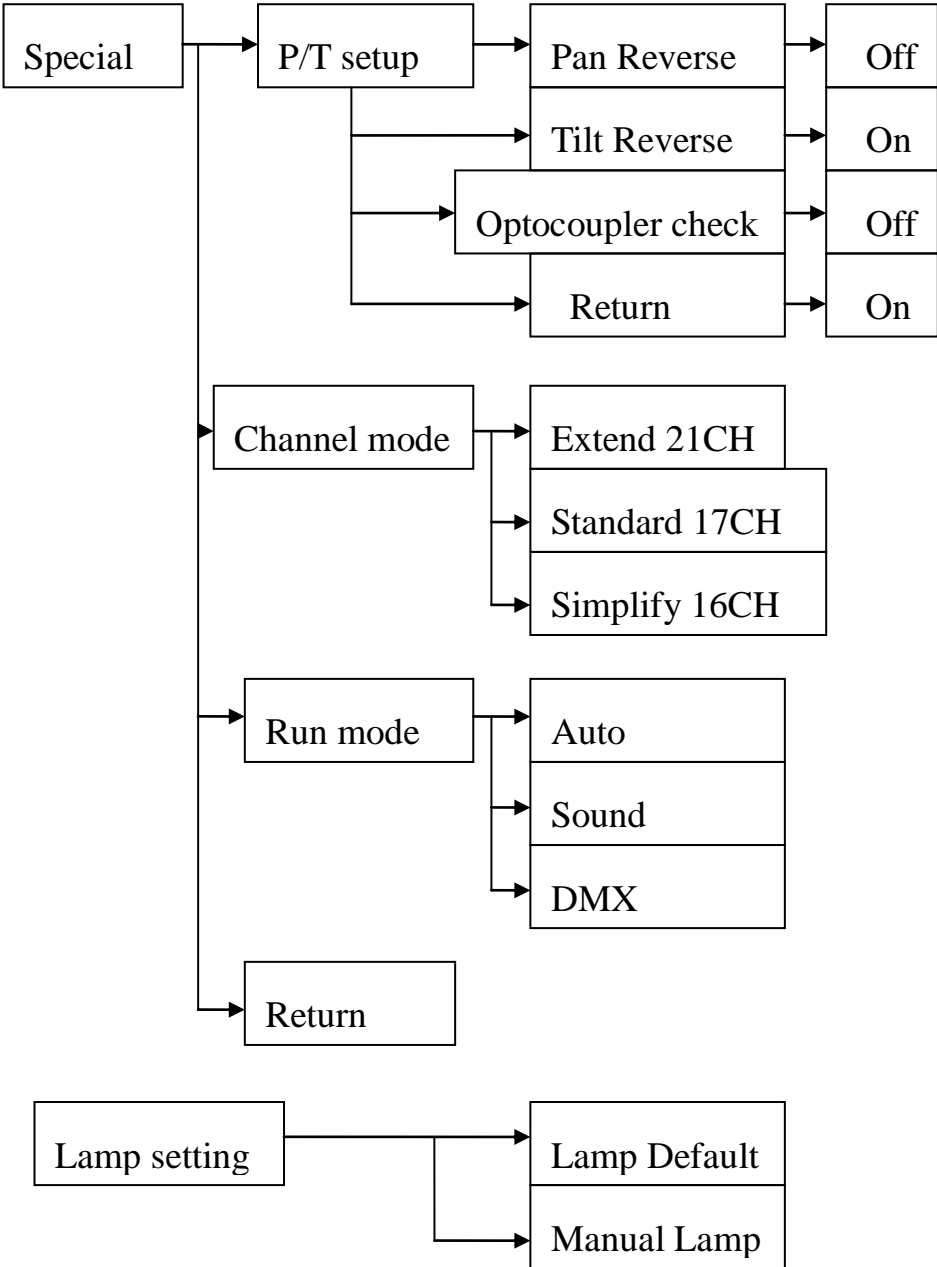 Special P/T setup Pan Reverse Off
Tilt Reverse On
Optocoupler check Off
Return On
Channel mode Extend 21CH
Standard 17CH
Simplify 16CH
Run mode Auto
Sound
DMX
Return
Lamp setting Lamp Default
Manual Lamp